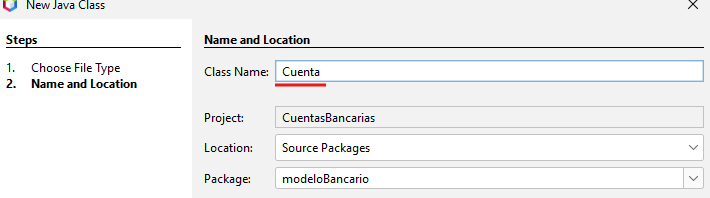 New Java Class
Steps
1. Choose File Type
2. Name and Location
Name and Location
Class Name: Cuenta
Project: CuentasBancarias
Location: Source Packages
Package: modeloBancario